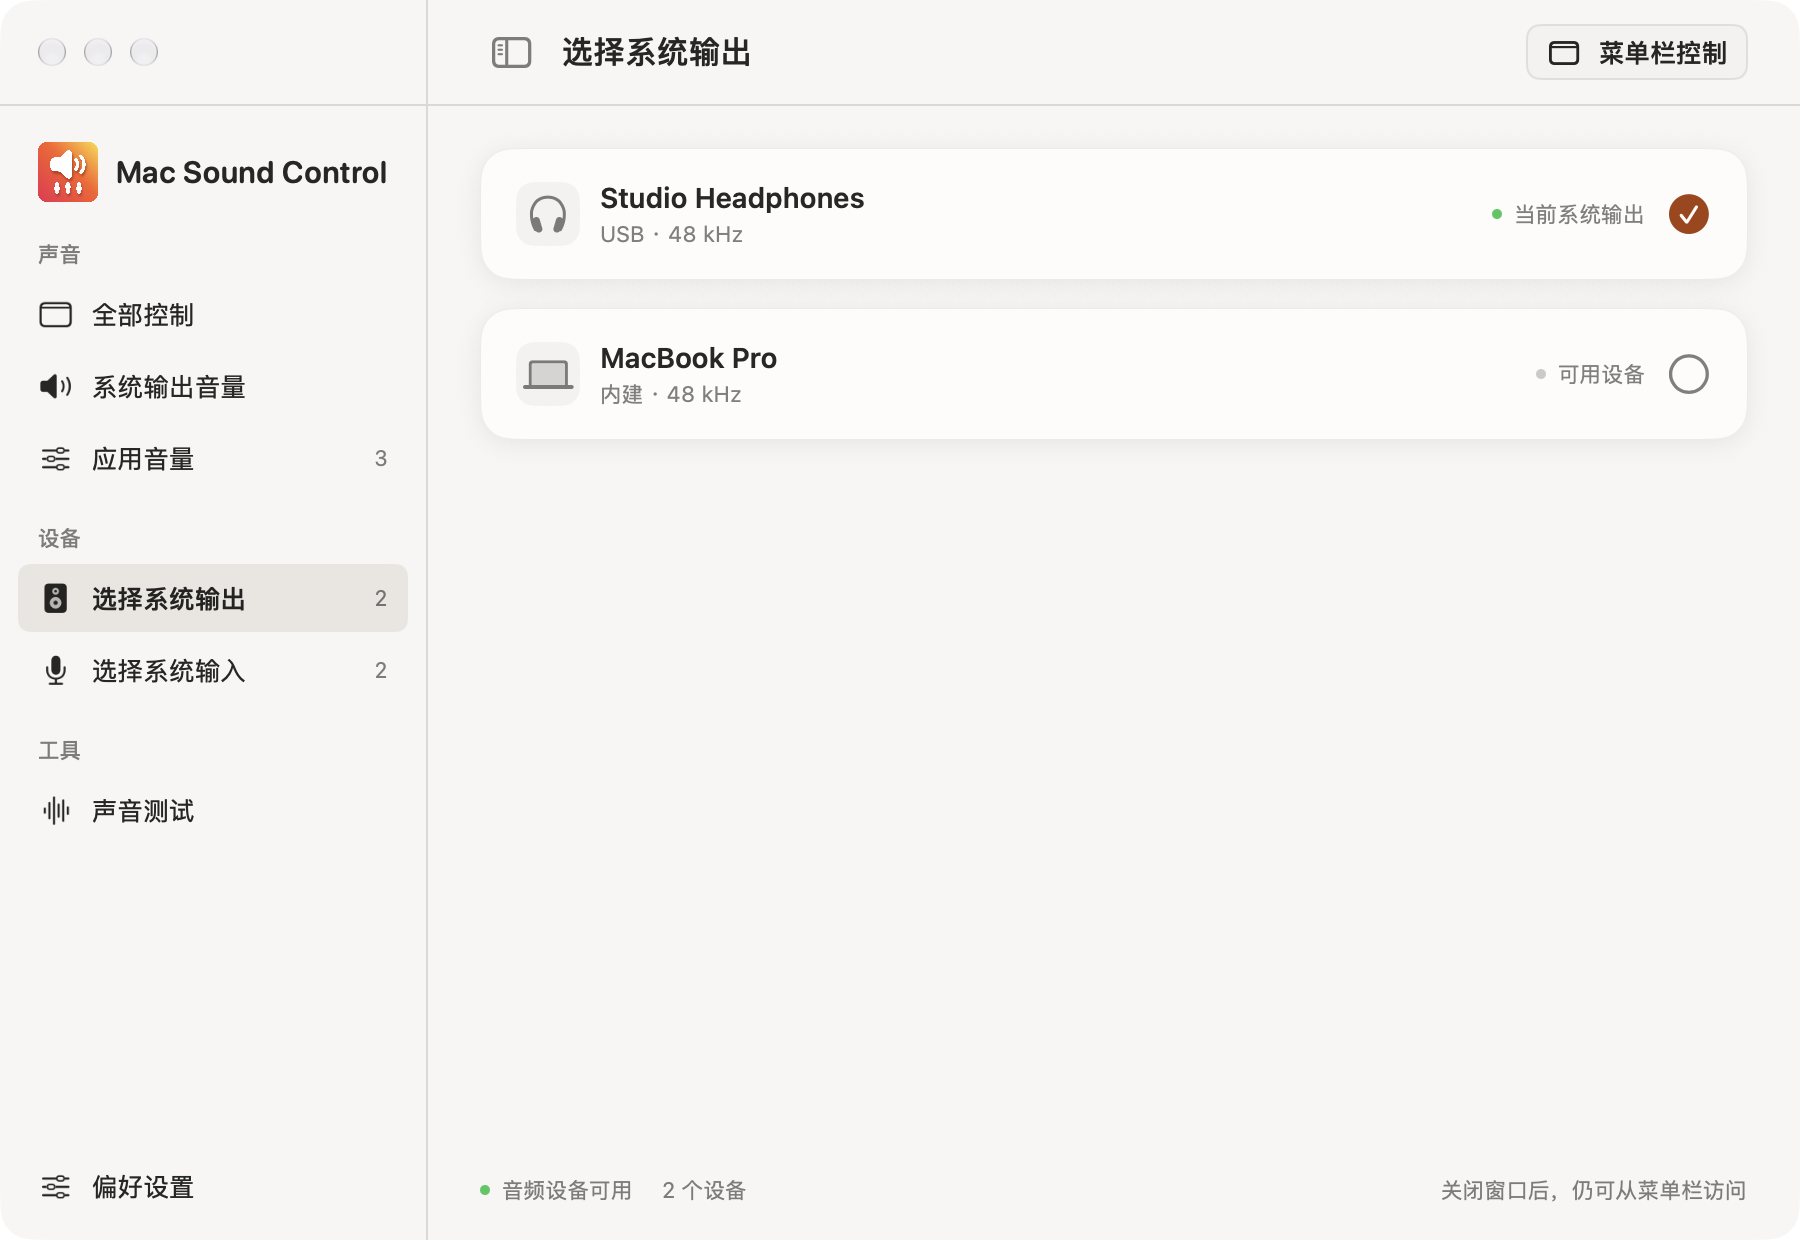 选择系统输出
菜单栏控制
Mac Sound Control
声音
全部控制
系统输出音量
应用音量 3
设备
选择系统输出 2
选择系统输入 2
工具
声音测试
偏好设置
Studio Headphones
USB · 48 kHz
当前系统输出
MacBook Pro
内建 · 48 kHz
可用设备
音频设备可用 2 个设备
关闭窗口后，仍可从菜单栏访问